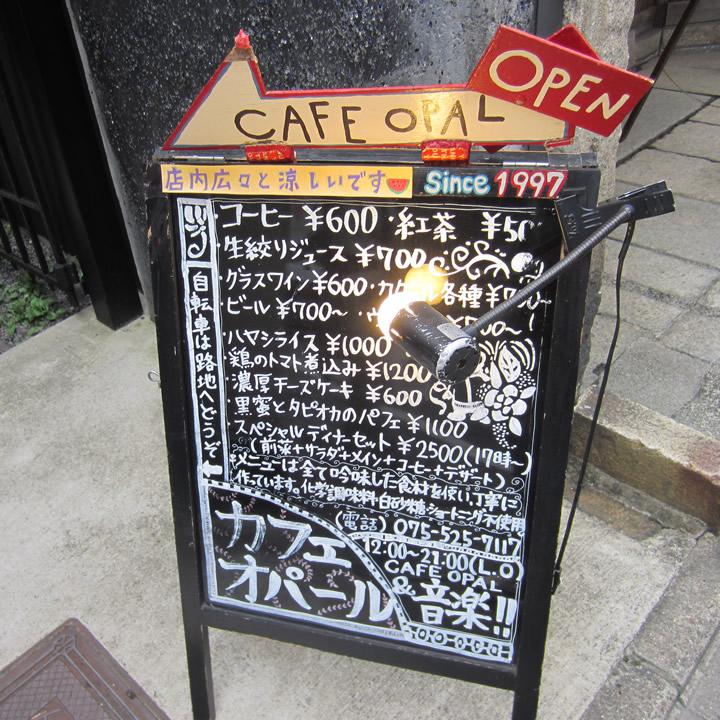 CAFE OPAL
OPEN
店内広々と涼しいです
Since 1997
自転車は路地へどうぞ
・コーヒー ¥600 ・紅茶 ¥50
・生絞りジュース ¥700
・グラスワイン ¥600 ・カクテル各種 ¥700~
・ビール ¥700~
・ハヤシライス ¥1000
・鶏のトマト煮込み ¥1200
・濃厚チーズケーキ ¥600
・黒蜜とタピオカのパフェ ¥1100
・スペシャルディナーセット ¥2500(17時~)
(前菜+サラダ+メイン+コーヒー+デザート)
メニューは全て吟味した食材を使い、丁寧に
作っています。化学調味料・白砂糖・ショートニング不使用
(電話) 075-525-7117
12:00~21:00(L.O)
CAFE OPAL
カフェ
オパール
&音楽!!